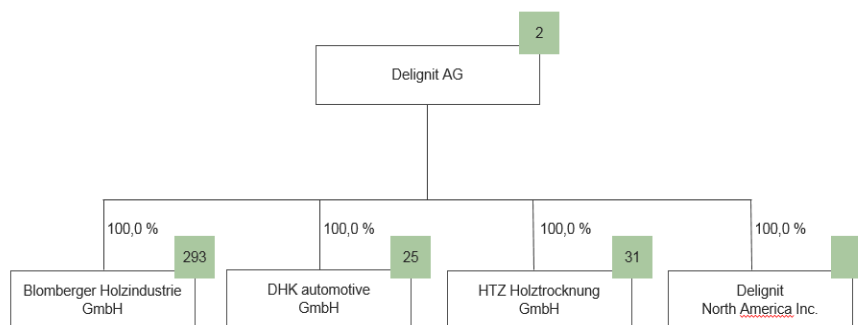 2
Delignit AG
100,0 %
100,0 %
100,0 %
100,0 %
293
25
31
Blomberger Holzindustrie
GmbH
DHK automotive
GmbH
HTZ Holztrocknung
GmbH
Delignit
North America Inc.